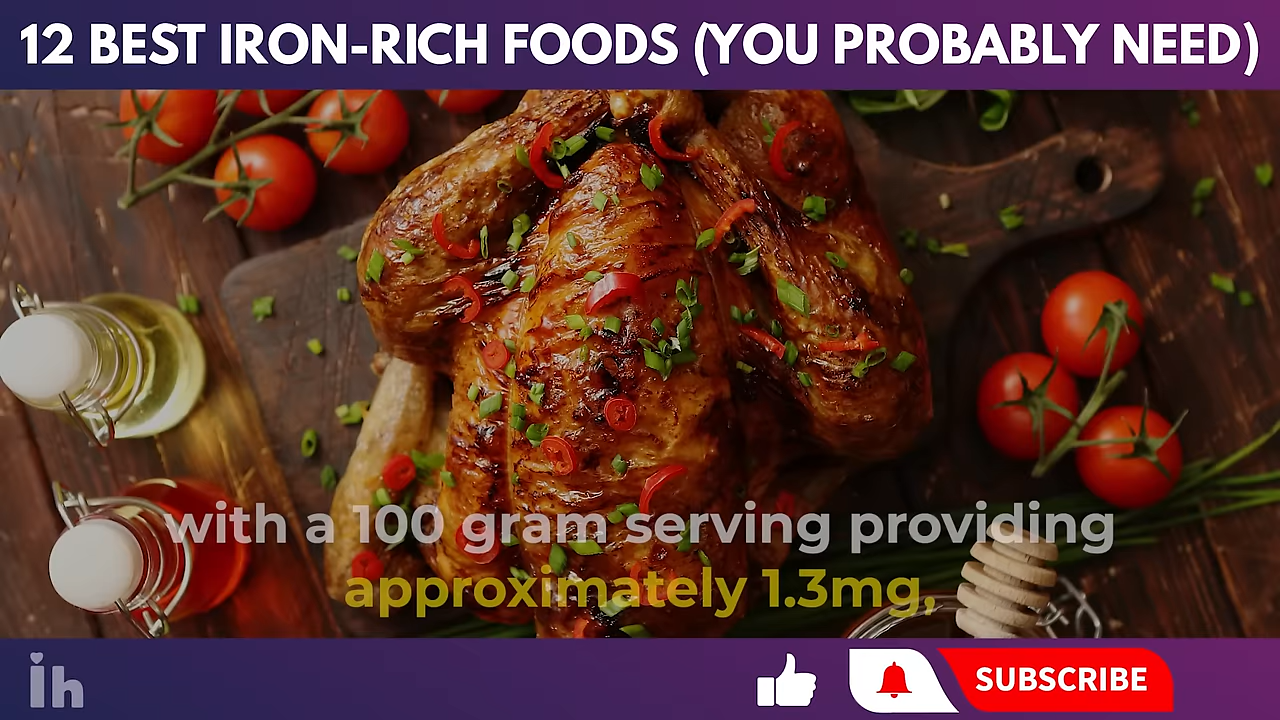 12 BEST IRON-RICH FOODS (YOU PROBABLY NEED)
with a 100 gram serving providing
approximately 1.3mg,
ih
SUBSCRIBE